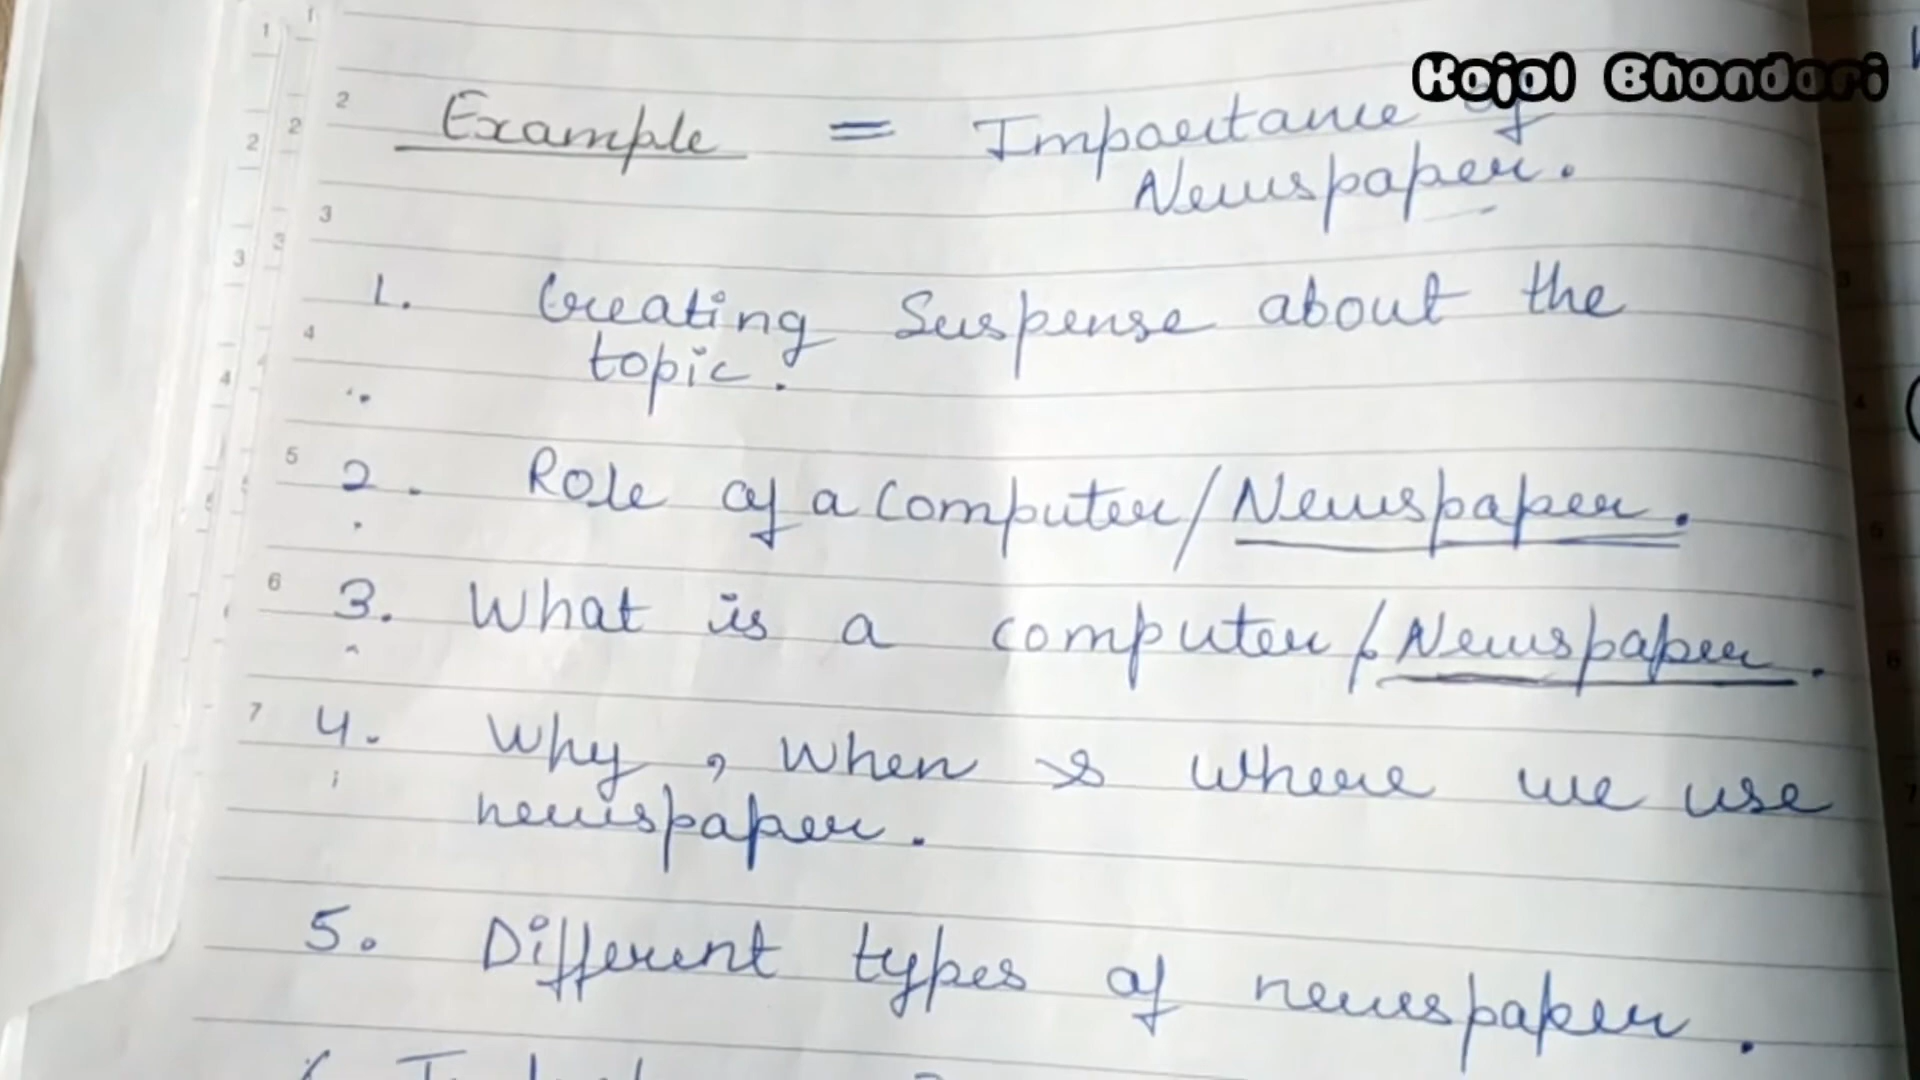 Kajal Bhandari
Example = Importance of
Newspaper.
1. Creating Suspense about the
topic.
2. Role of a Computer/Newspaper.
3. What is a computer/Newspaper.
4. Why, When & where we use
newspaper.
5. Different types of newspaper.